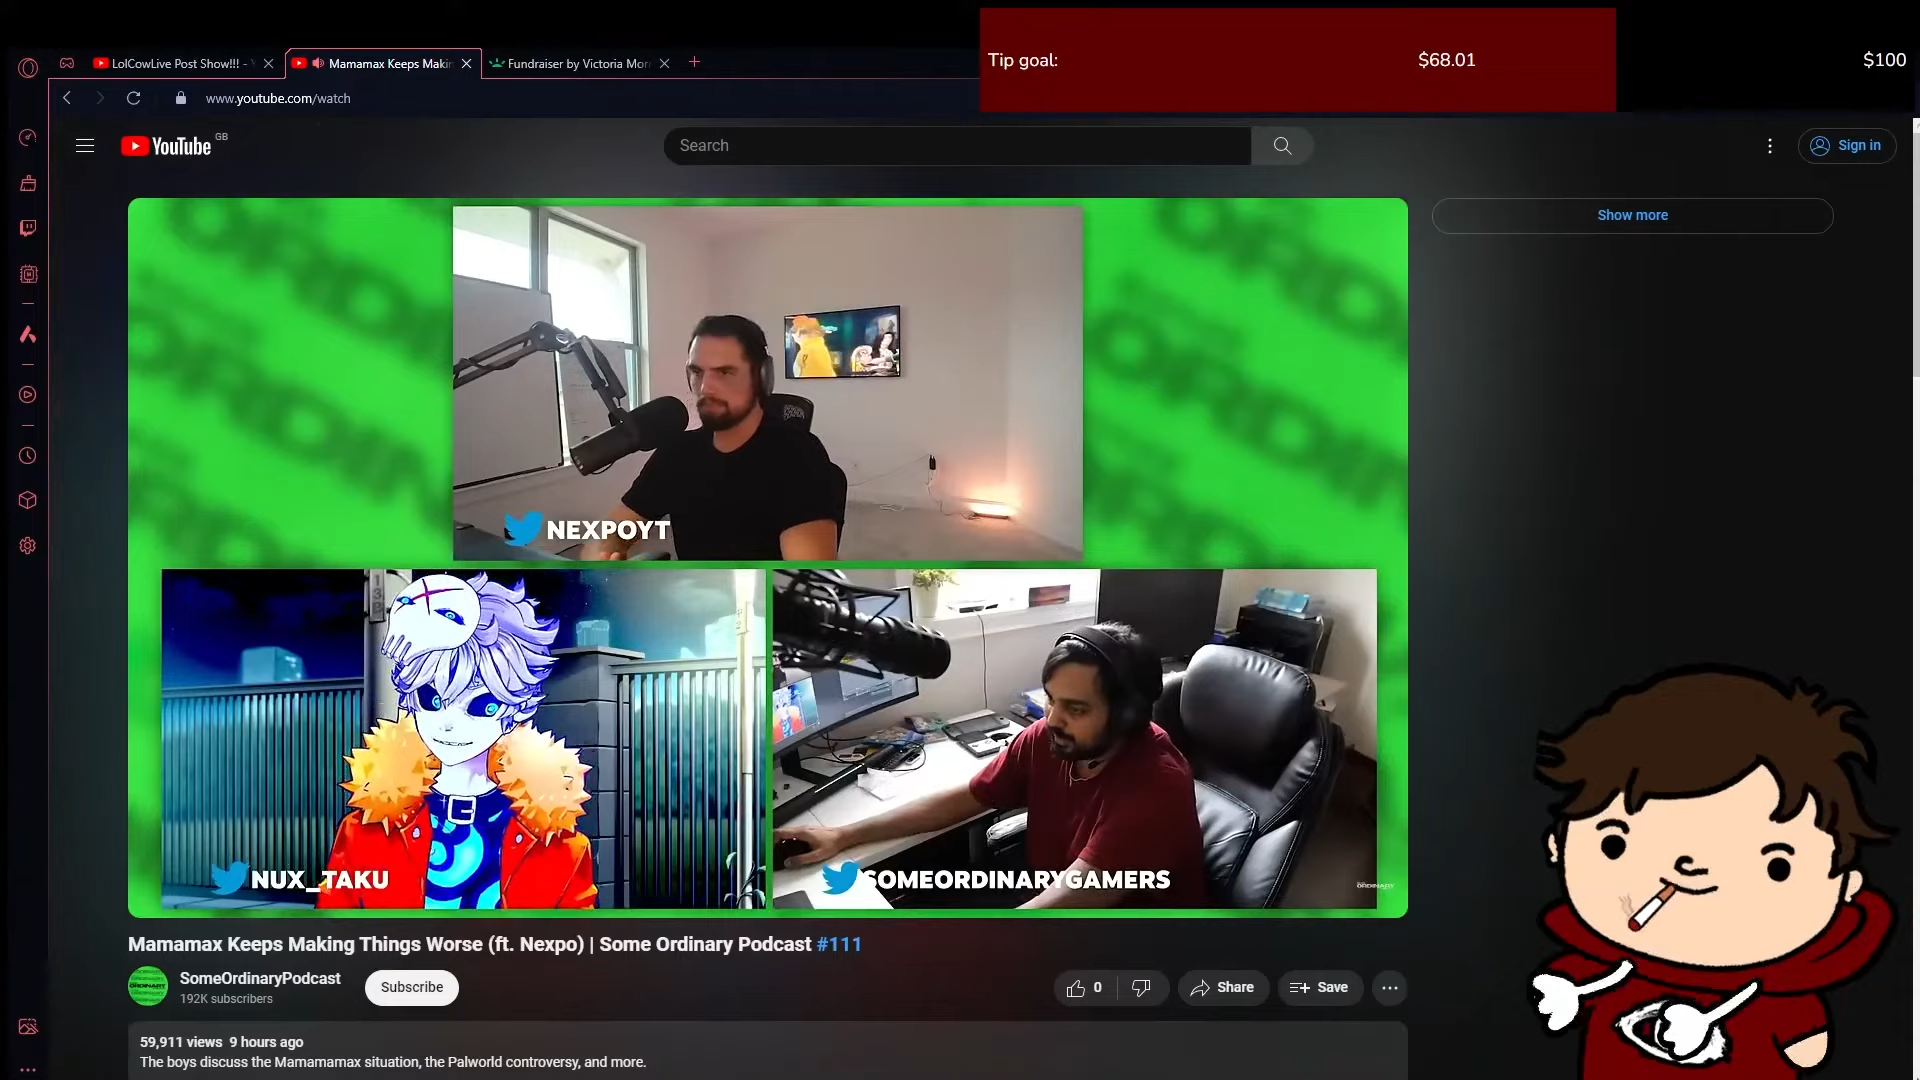 Tip goal:
$68.01
$100
LolCowLive Post Show!!! -
Mamamax Keeps Makin
Fundraiser by Victoria Mor
www.youtube.com/watch
YouTube GB
Search
Sign in
Show more
NEXPOYT
NUX_TAKU
SOMEORDINARYGAMERS
ORDINARY
Mamamax Keeps Making Things Worse (ft. Nexpo) | Some Ordinary Podcast #111
SomeOrdinaryPodcast
192K subscribers
Subscribe
0
Share
Save
59,911 views 9 hours ago
The boys discuss the Mamamamax situation, the Palworld controversy, and more.